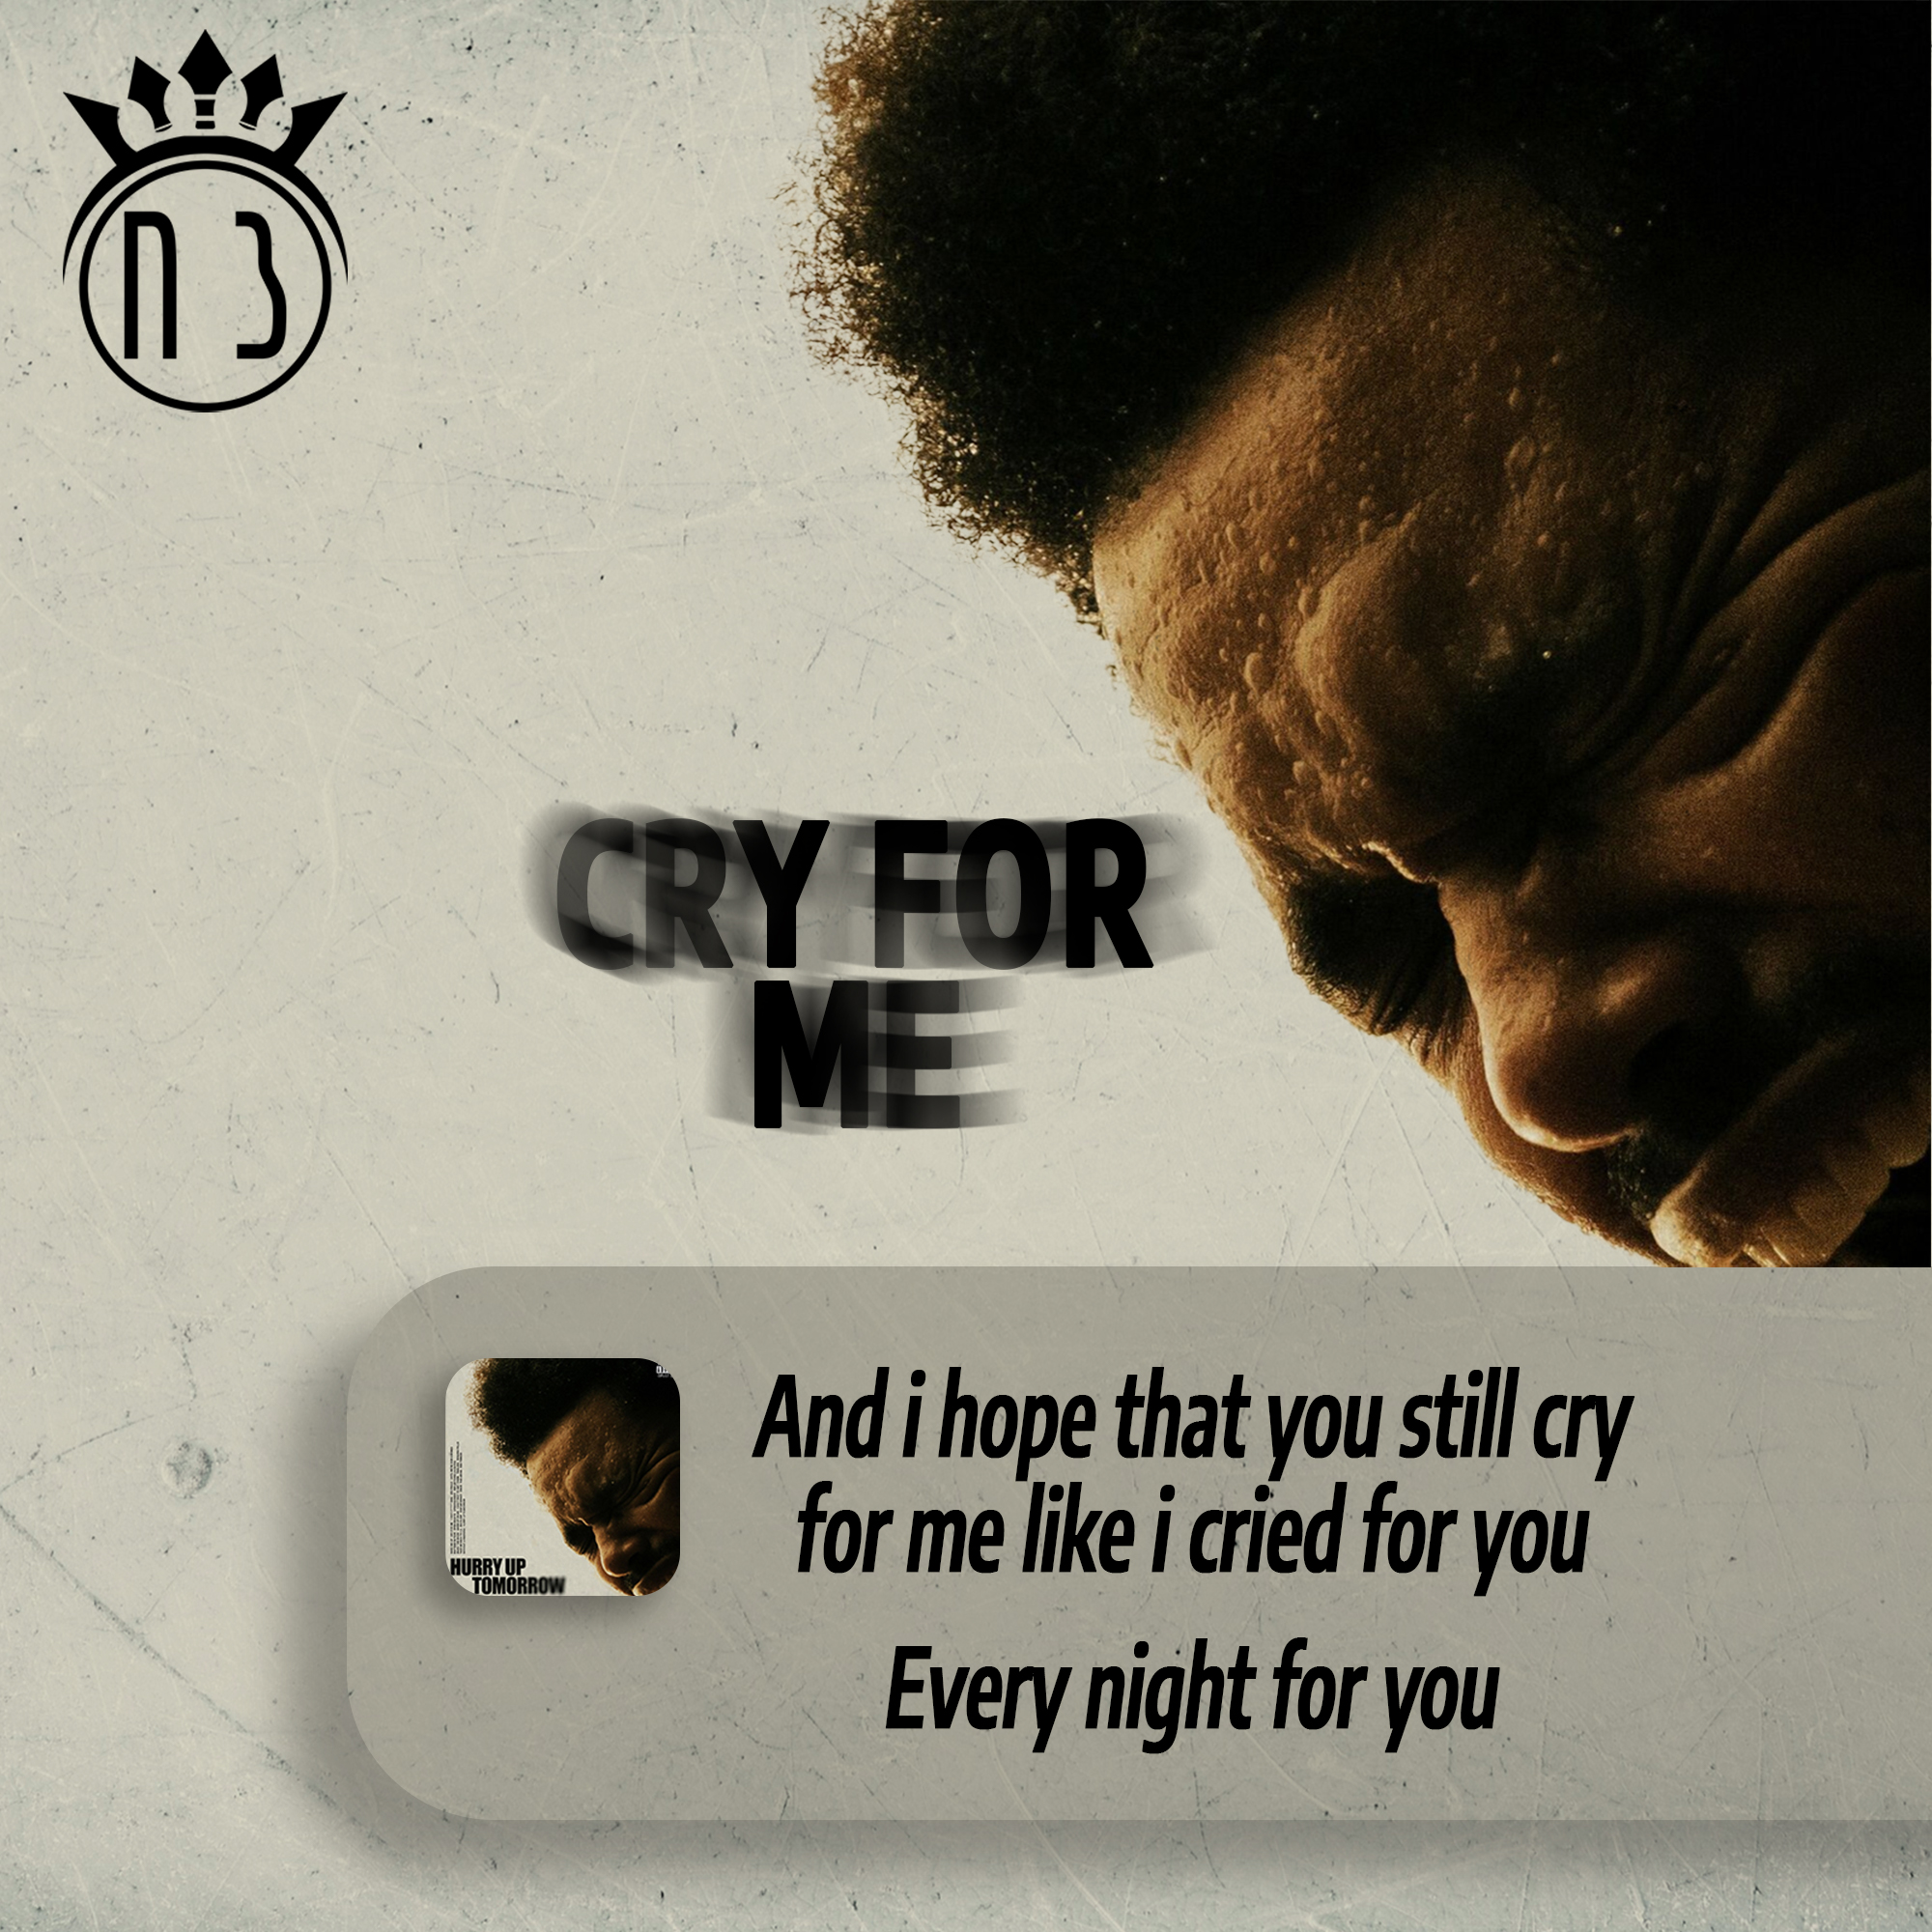 N 3
CRY FOR
ME
HURRY UP
TOMORROW
And i hope that you still cry
for me like i cried for you
Every night for you